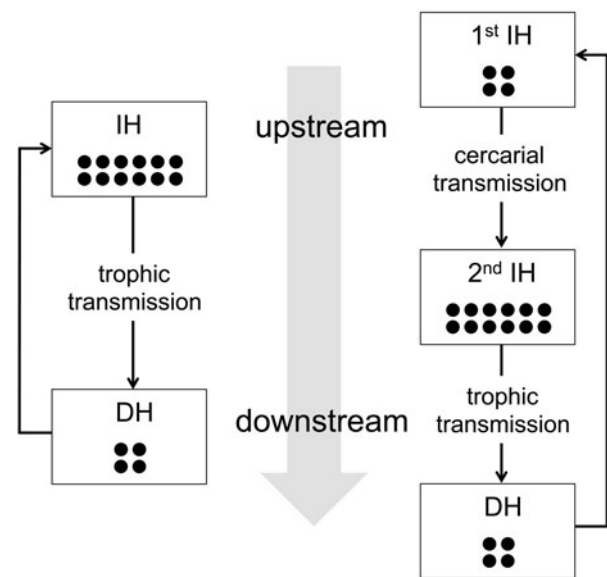 IH
trophic
transmission
DH
upstream
downstream
1st IH
cercarial
transmission
2nd IH
trophic
transmission
DH